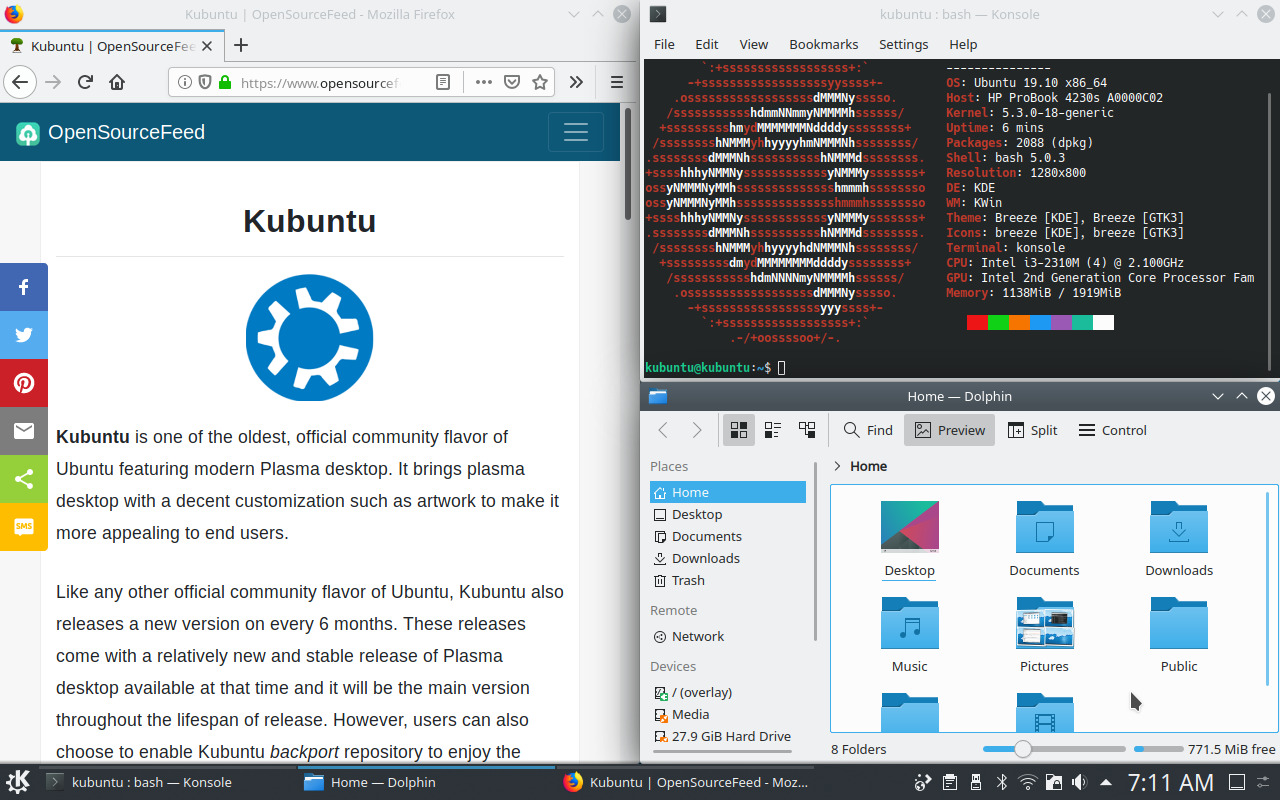 Kubuntu | OpenSourceFeed - Mozilla Firefox
Kubuntu | OpenSourceFee
https://www.opensourcef
OpenSourceFeed
Kubuntu
Kubuntu is one of the oldest, official community flavor of
Ubuntu featuring modern Plasma desktop. It brings plasma
desktop with a decent customization such as artwork to make it
more appealing to end users.
Like any other official community flavor of Ubuntu, Kubuntu also
releases a new version on every 6 months. These releases
come with a relatively new and stable release of Plasma
desktop available at that time and it will be the main version
throughout the lifespan of release. However, users can also
choose to enable Kubuntu backport repository to enjoy the
SMS
kubuntu : bash — Konsole
File Edit View Bookmarks Settings Help
---------------
OS: Ubuntu 19.10 x86_64
Host: HP ProBook 4230s A0000C02
Kernel: 5.3.0-18-generic
Uptime: 6 mins
Packages: 2088 (dpkg)
Shell: bash 5.0.3
Resolution: 1280x800
DE: KDE
WM: KWin
Theme: Breeze [KDE], Breeze [GTK3]
Icons: breeze [KDE], breeze [GTK3]
Terminal: konsole
CPU: Intel i3-2310M (4) @ 2.100GHz
GPU: Intel 2nd Generation Core Processor Fam
Memory: 1138MiB / 1919MiB
kubuntu@kubuntu:~$
Home — Dolphin
Find Preview Split Control
Places
Home
Desktop
Documents
Downloads
Trash
Remote
Network
Devices
/ (overlay)
Media
27.9 GiB Hard Drive
Home
Desktop Documents Downloads
Music Pictures Public
8 Folders 771.5 MiB free
kubuntu : bash — Konsole Home — Dolphin Kubuntu | OpenSourceFeed - Moz... 7:11 AM